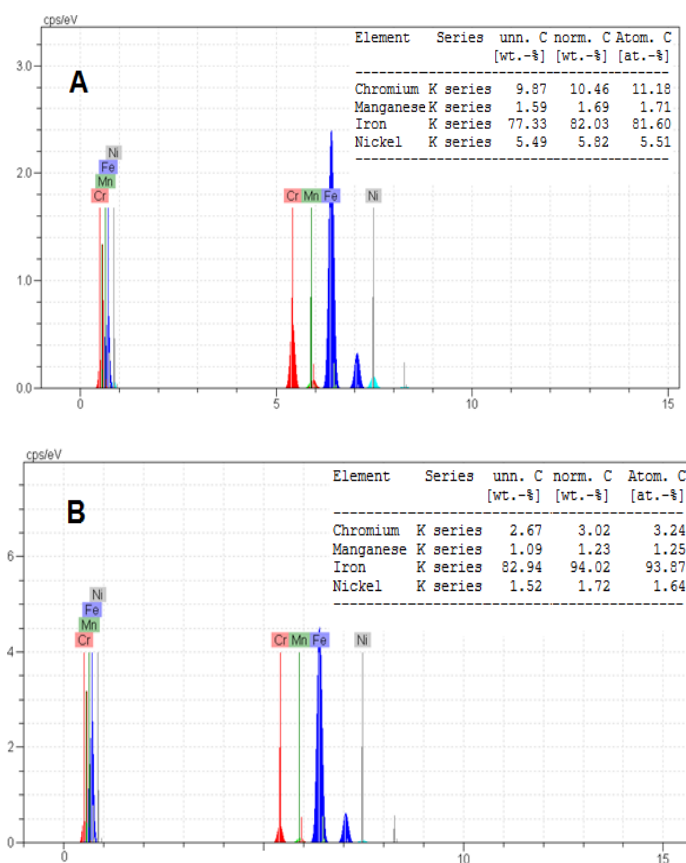 cps/eV
Element Series unn. C norm. C Atom. C
[wt.-%] [wt.-%] [at.-%]
3.0
A
Chromium K series 9.87 10.46 11.18
Manganese K series 1.59 1.69 1.71
Iron K series 77.33 82.03 81.60
Nickel K series 5.49 5.82 5.51
Ni
Fe
2.0
Mn
Cr Cr Mn Fe Ni
1.0
0.0
0 5 10 15
cps/eV
Element Series unn. C norm. C Atom. C
[wt.-%] [wt.-%] [at.-%]
B
Chromium K series 2.67 3.02 3.24
Manganese K series 1.09 1.23 1.25
6
Iron K series 82.94 94.02 93.87
Nickel K series 1.52 1.72 1.64
Ni
Fe
Mn
Cr Cr Mn Fe Ni
4
2
0
0 10 15